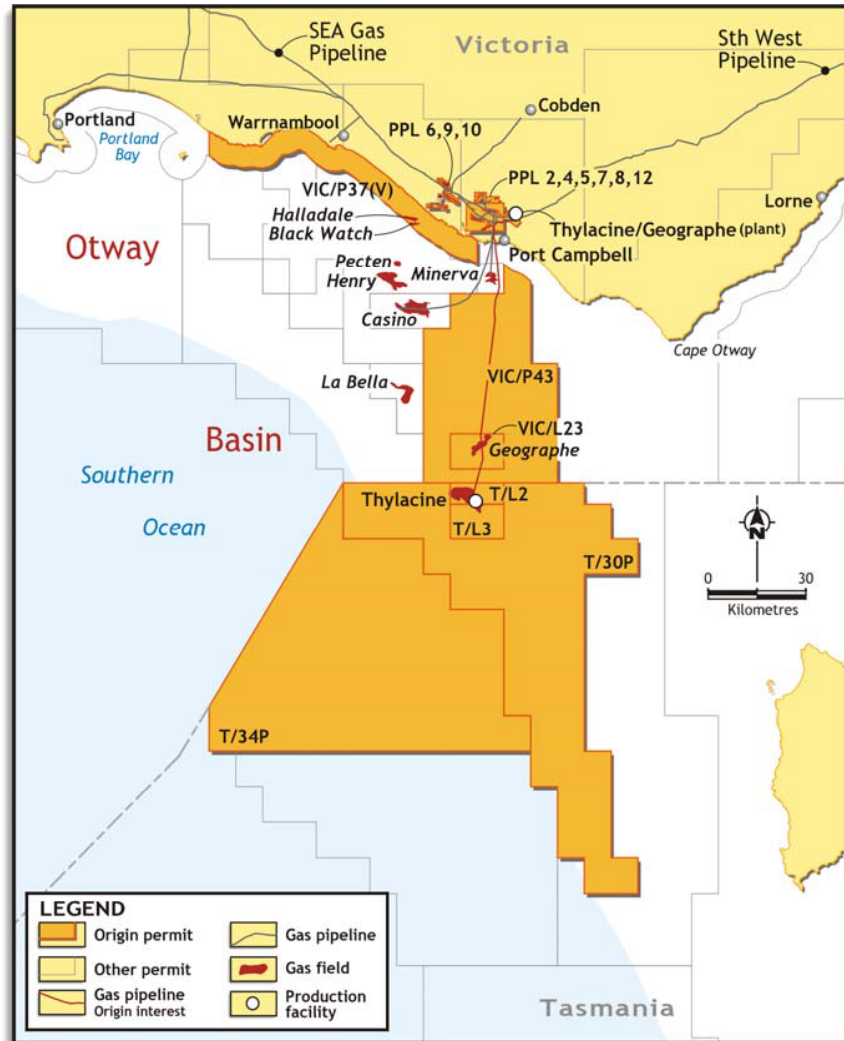 SEA Gas
Pipeline
Victoria
Sth West
Pipeline
Portland
Portland
Bay
Warrnambool
Cobden
PPL 6,9,10
PPL 2,4,5,7,8,12
Lorne
VIC/P37(V)
Halladale
Black Watch
Thylacine/Geographe (plant)
Port Campbell
Otway
Pecten
Henry
Minerva
Casino
Cape Otway
La Bella
VIC/P43
Basin
VIC/L23
Geographe
Southern
Ocean
Thylacine
T/L2
T/L3
T/30P
N
0 30
Kilometres
T/34P
LEGEND
Origin permit
Other permit
Gas pipeline
Origin interest
Gas pipeline
Gas field
Production
facility
Tasmania